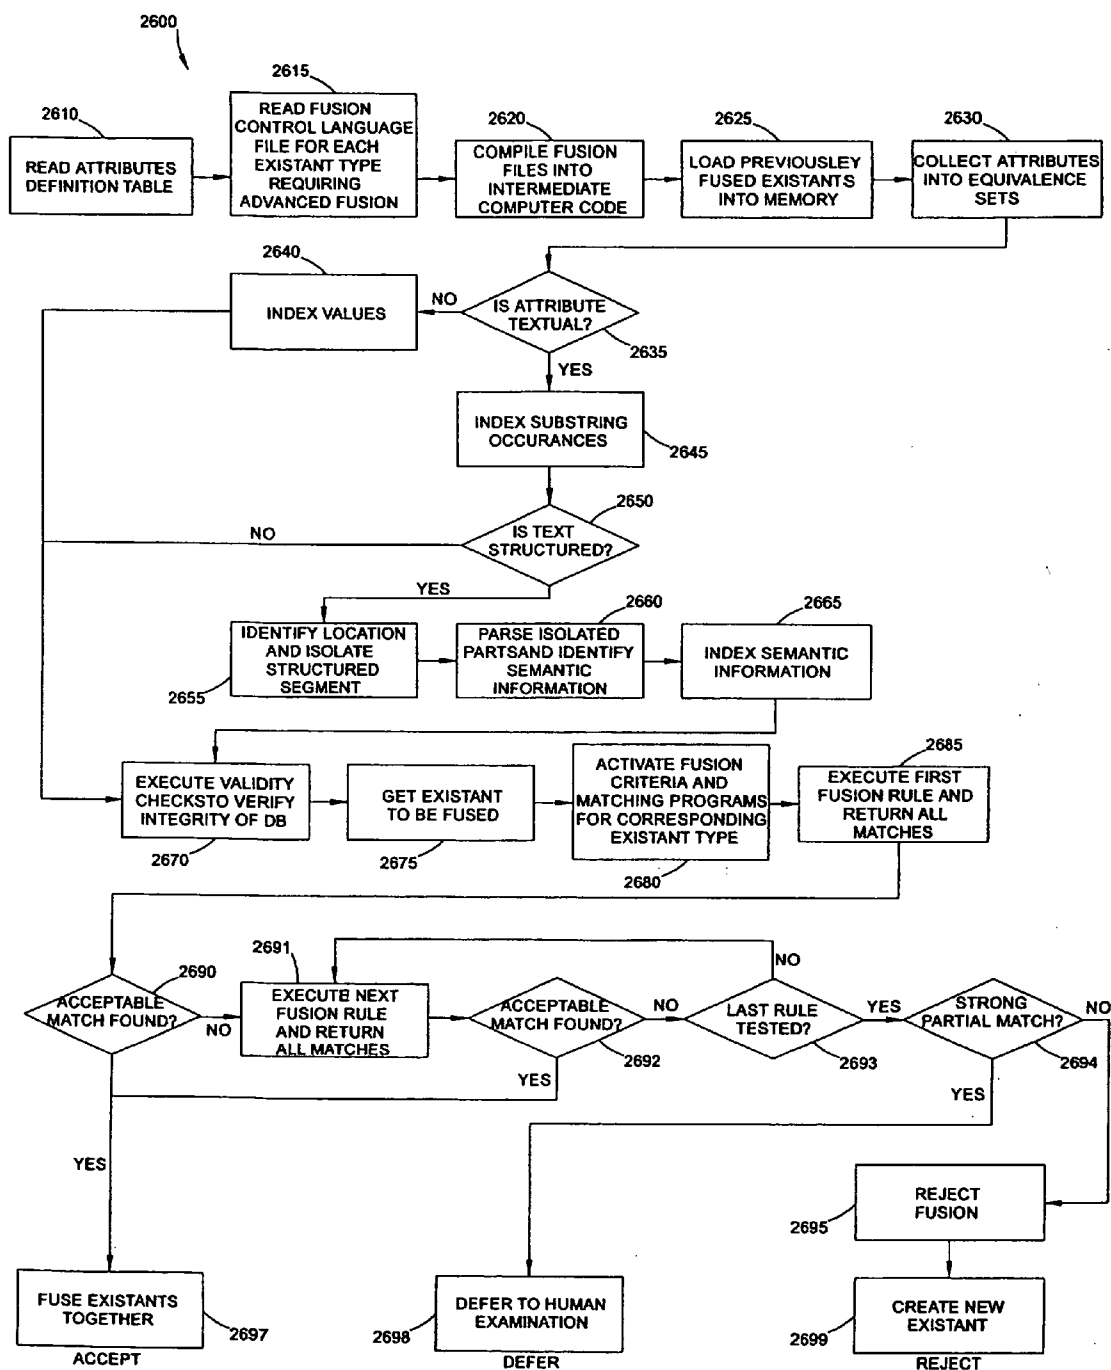 2600
2610
READ ATTRIBUTES
DEFINITION TABLE
2615
READ FUSION
CONTROL LANGUAGE
FILE FOR EACH
EXISTANT TYPE
REQUIRING
ADVANCED FUSION
2620
COMPILE FUSION
FILES INTO
INTERMEDIATE
COMPUTER CODE
2625
LOAD PREVIOUSLEY
FUSED EXISTANTS
INTO MEMORY
2630
COLLECT ATTRIBUTES
INTO EQUIVALENCE
SETS
2640
INDEX VALUES
NO
IS ATTRIBUTE
TEXTUAL?
2635
YES
INDEX SUBSTRING
OCCURANCES
2645
2650
NO
IS TEXT
STRUCTURED?
YES
IDENTIFY LOCATION
AND ISOLATE
STRUCTURED
SEGMENT
2655
2660
PARSE ISOLATED
PARTSAND IDENTIFY
SEMANTIC
INFORMATION
2665
INDEX SEMANTIC
INFORMATION
EXECUTE VALIDITY
CHECKSTO VERIFY
INTEGRITY OF DB
2670
GET EXISTANT
TO BE FUSED
2675
ACTIVATE FUSION
CRITERIA AND
MATCHING PROGRAMS
FOR CORRESPONDING
EXISTANT TYPE
2680
2685
EXECUTE FIRST
FUSION RULE AND
RETURN ALL
MATCHES
2690
ACCEPTABLE
MATCH FOUND?
NO
2691
EXECUTE NEXT
FUSION RULE
AND RETURN
ALL MATCHES
ACCEPTABLE
MATCH FOUND?
2692
NO
YES
NO
LAST RULE
TESTED?
2693
YES
STRONG
PARTIAL MATCH?
2694
NO
YES
YES
REJECT
FUSION
2695
FUSE EXISTANTS
TOGETHER
2697
ACCEPT
DEFER TO HUMAN
EXAMINATION
2698
DEFER
CREATE NEW
EXISTANT
2699
REJECT